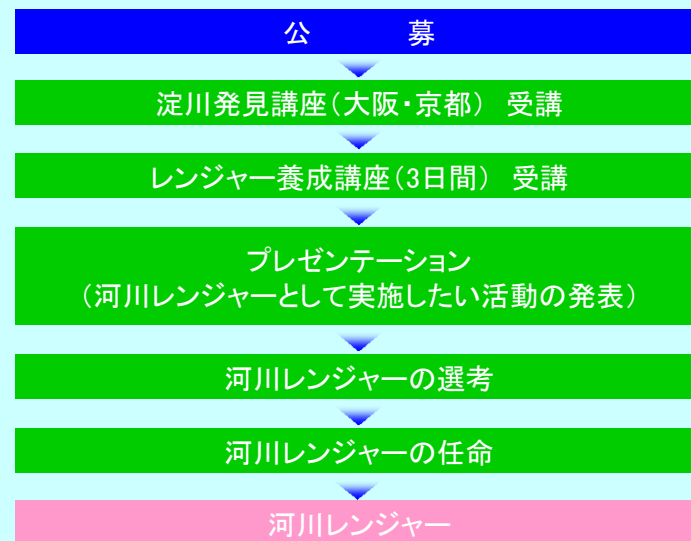 公　　募
淀川発見講座（大阪・京都）　受講
レンジャー養成講座（3日間）　受講
プレゼンテーション
（河川レンジャーとして実施したい活動の発表）
河川レンジャーの選考
河川レンジャーの任命
河川レンジャー